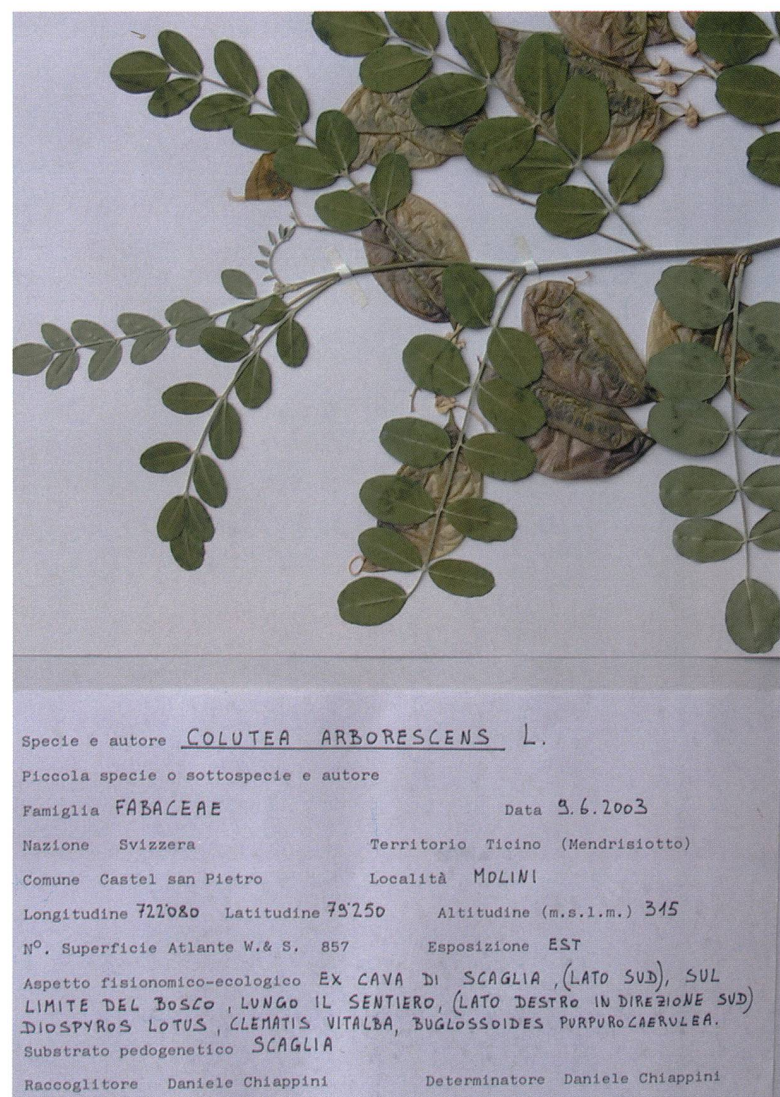 Specie e autore COLUTEA ARBORESCENS L.
Piccola specie o sottospecie e autore
Famiglia FABACEAE Data 9.6.2003
Nazione Svizzera Territorio Ticino (Mendrisiotto)
Comune Castel san Pietro Località MOLINI
Longitudine 722'080 Latitudine 79'250 Altitudine (m.s.l.m.) 315
Nº. Superficie Atlante W.& S. 857 Esposizione EST
Aspetto fisionomico-ecologico EX CAVA DI SCAGLIA, (LATO SUD), SUL
LIMITE DEL BOSCO, LUNGO IL SENTIERO, (LATO DESTRO IN DIREZIONE SUD)
DIOSPYROS LOTUS, CLEMATIS VITALBA, BUGLOSSOIDES PURPUROCAERULEA.
Substrato pedogenetico SCAGLIA
Raccoglitore Daniele Chiappini Determinatore Daniele Chiappini